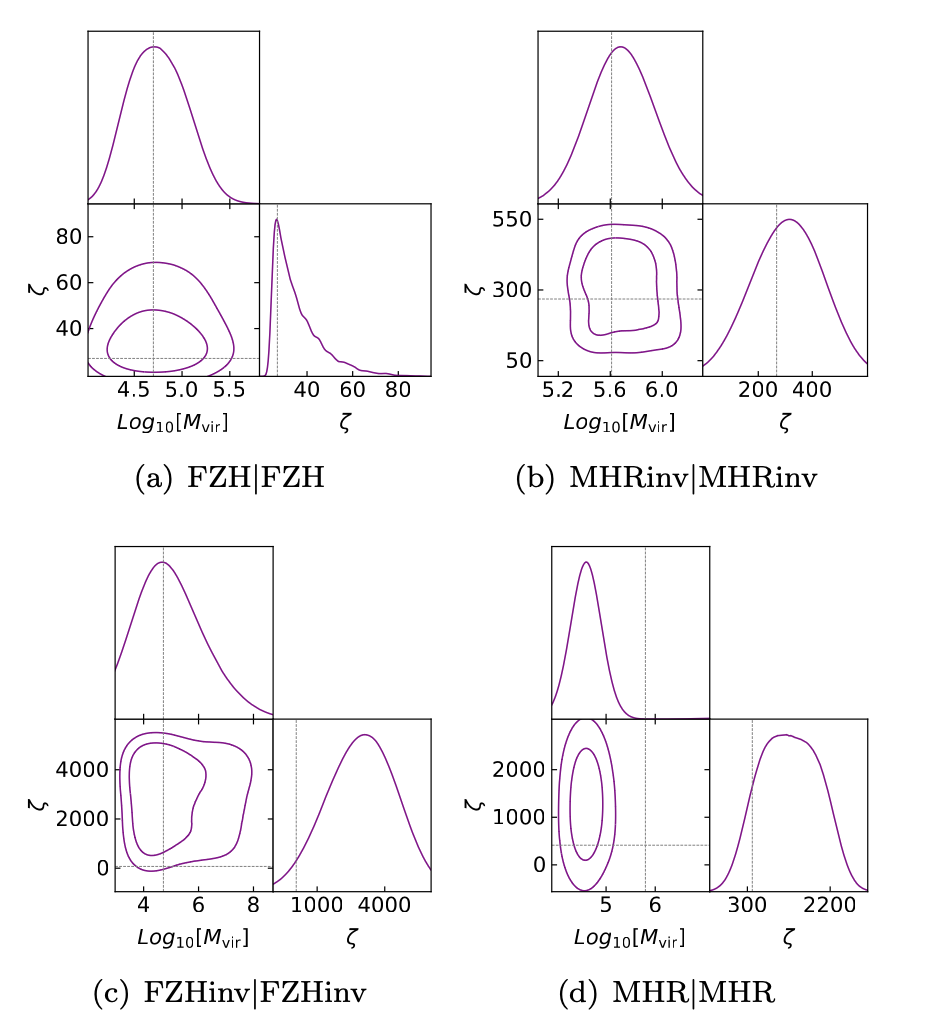 80
60
40
ζ
4.5 5.0 5.5
40 60 80
Log₁₀[Mᵥᵢᵣ]
ζ
(a) FZH|FZH
550
300
50
ζ
5.2 5.6 6.0
200 400
Log₁₀[Mᵥᵢᵣ]
ζ
(b) MHRinv|MHRinv
4000
2000
0
ζ
4 6 8
1000 4000
Log₁₀[Mᵥᵢᵣ]
ζ
(c) FZHinv|FZHinv
2000
1000
0
ζ
5 6
300 2200
Log₁₀[Mᵥᵢᵣ]
ζ
(d) MHR|MHR